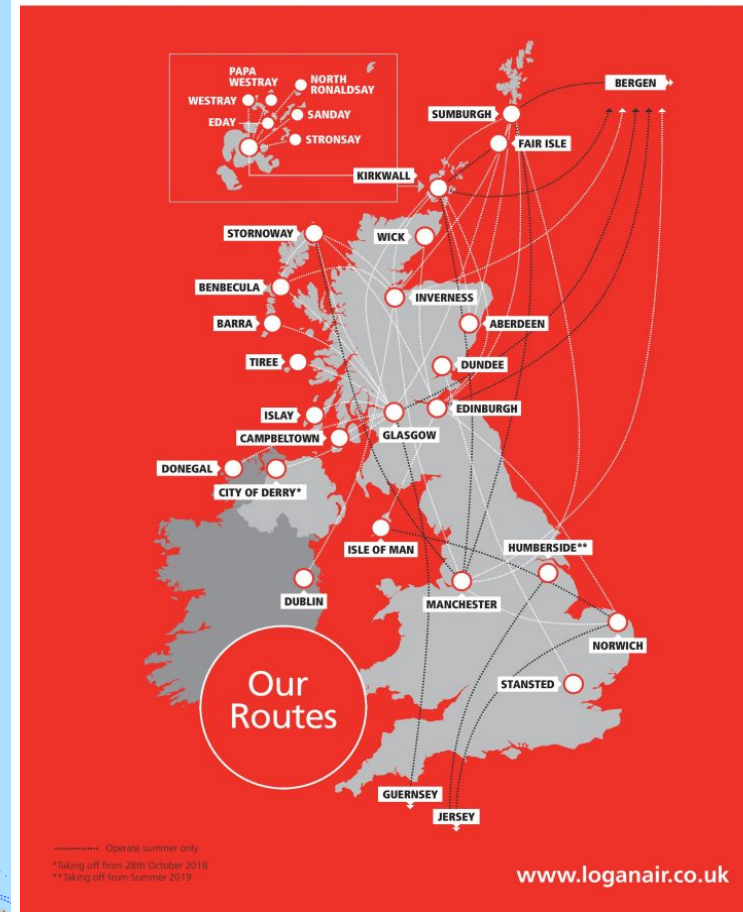 PAPA
WESTRAY
NORTH
RONALDSAY
WESTRAY
SANDAY
EDAY
STRONSAY
BERGEN
SUMBURGH
FAIR ISLE
KIRKWALL
STORNOWAY
WICK
BENBECULA
INVERNESS
BARRA
ABERDEEN
TIREE
DUNDEE
ISLAY
EDINBURGH
GLASGOW
CAMPBELTOWN
DONEGAL
CITY OF DERRY*
ISLE OF MAN
HUMBERSIDE**
DUBLIN
MANCHESTER
NORWICH
Our
Routes
STANSTED
GUERNSEY
JERSEY
Operate summer only
*Taking off from 28th October 2018
**Taking off from Summer 2019
www.loganair.co.uk